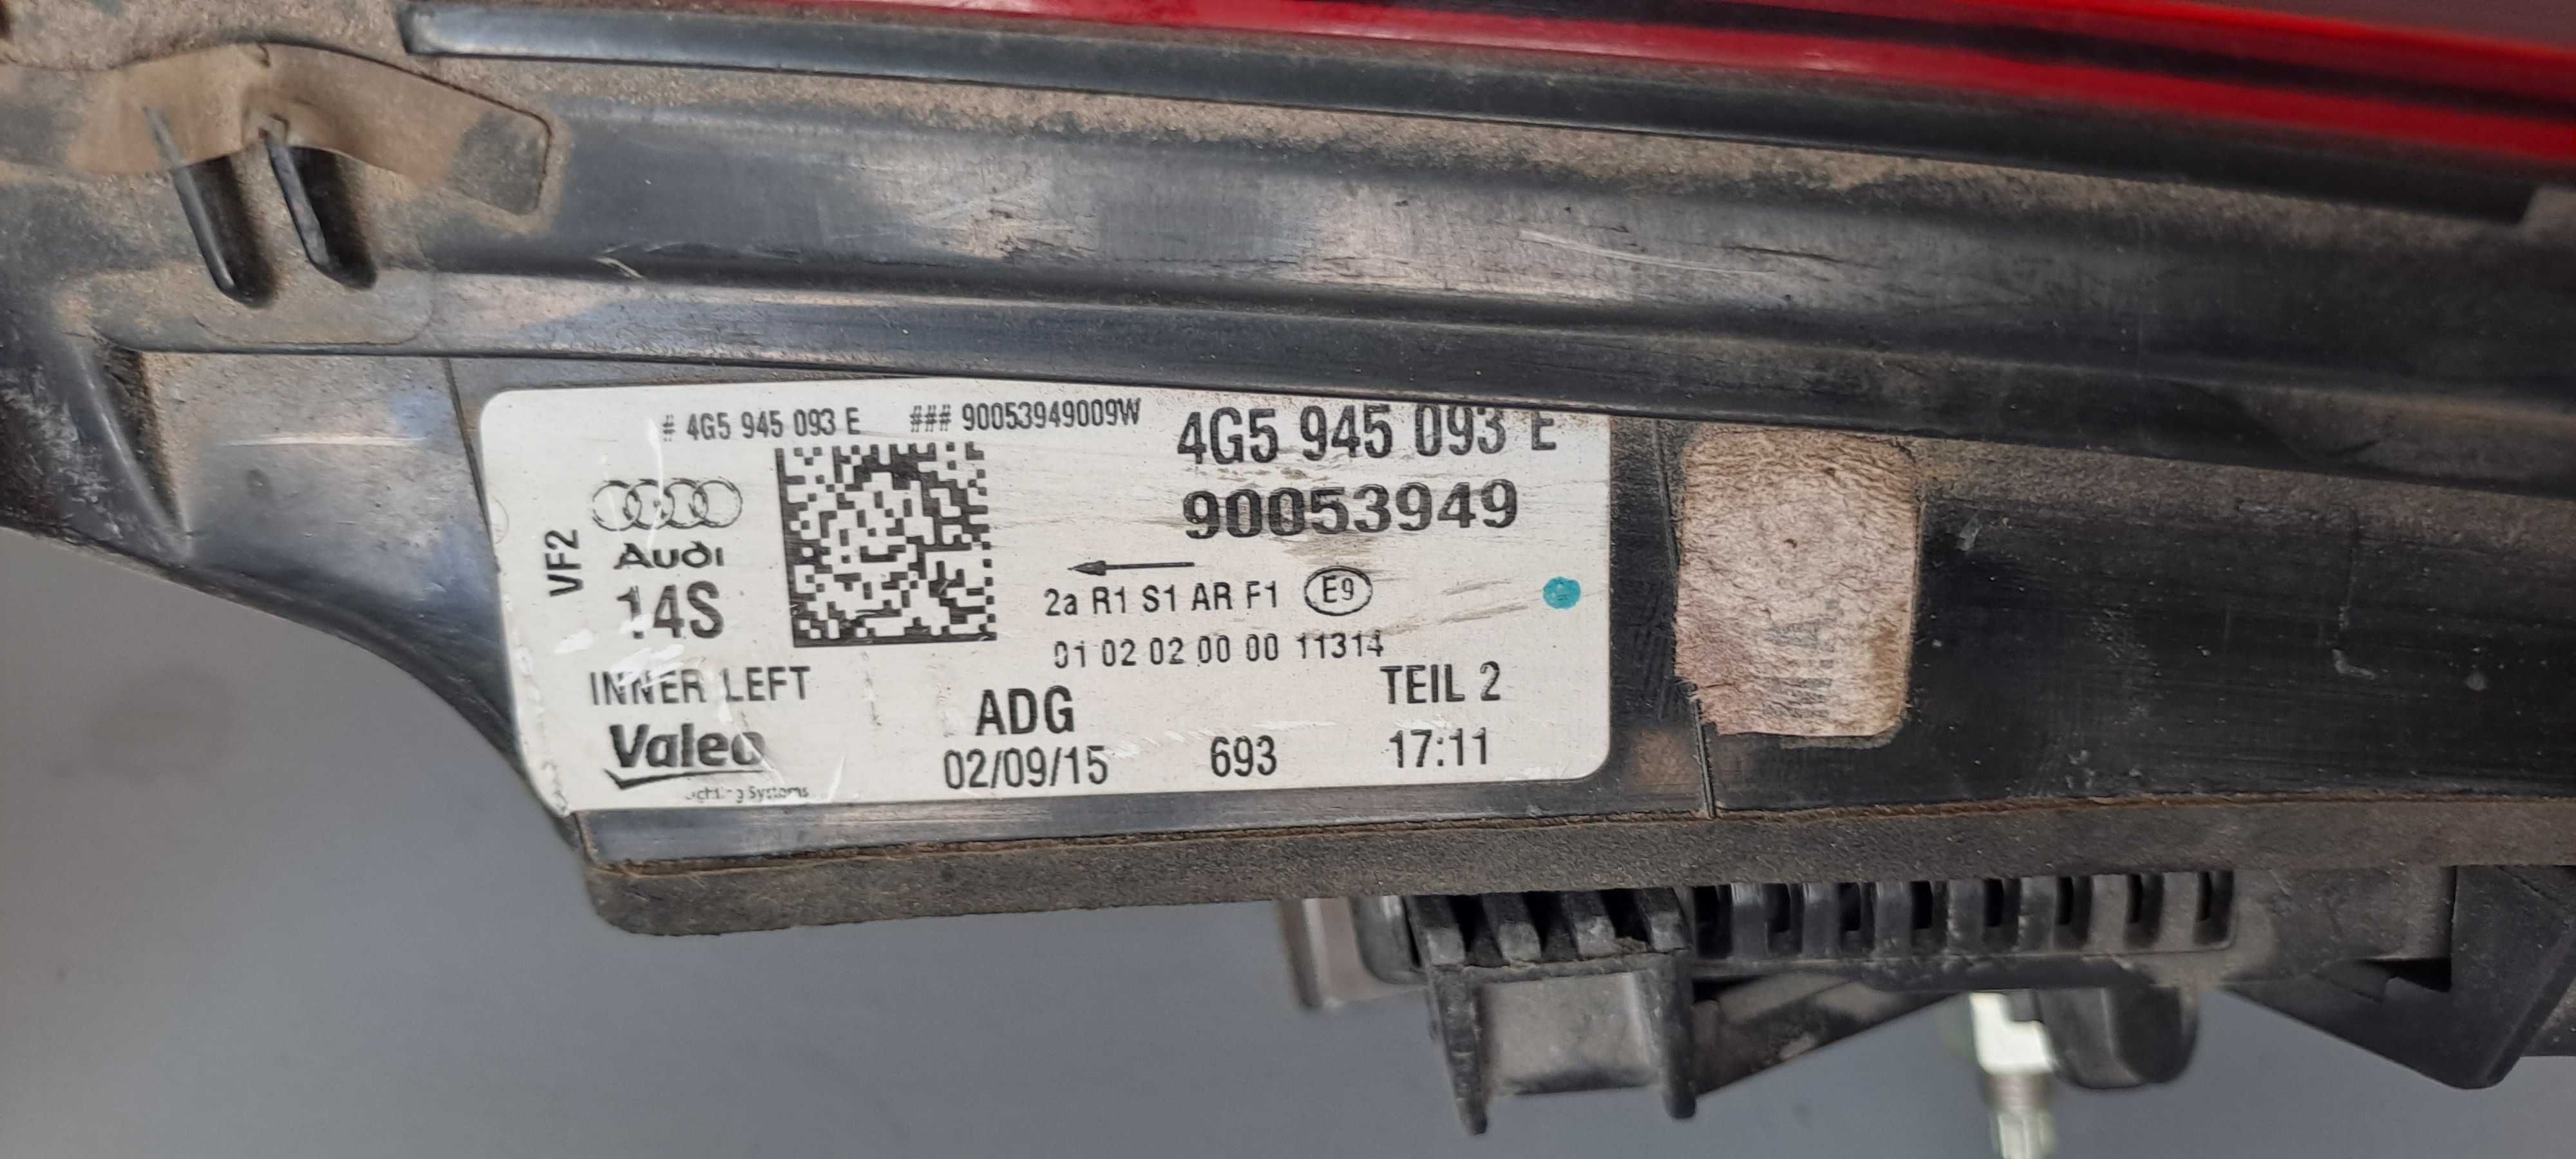 # 4G5 945 093 E ### 90053949009W
4G5 945 093 E
90053949
VF2
Audi
14S
2a R1 S1 AR F1 E9
01 02 02 00 00 11314
INNER LEFT
TEIL 2
Valeo
ADG
Systems
02/09/15 693 17:11